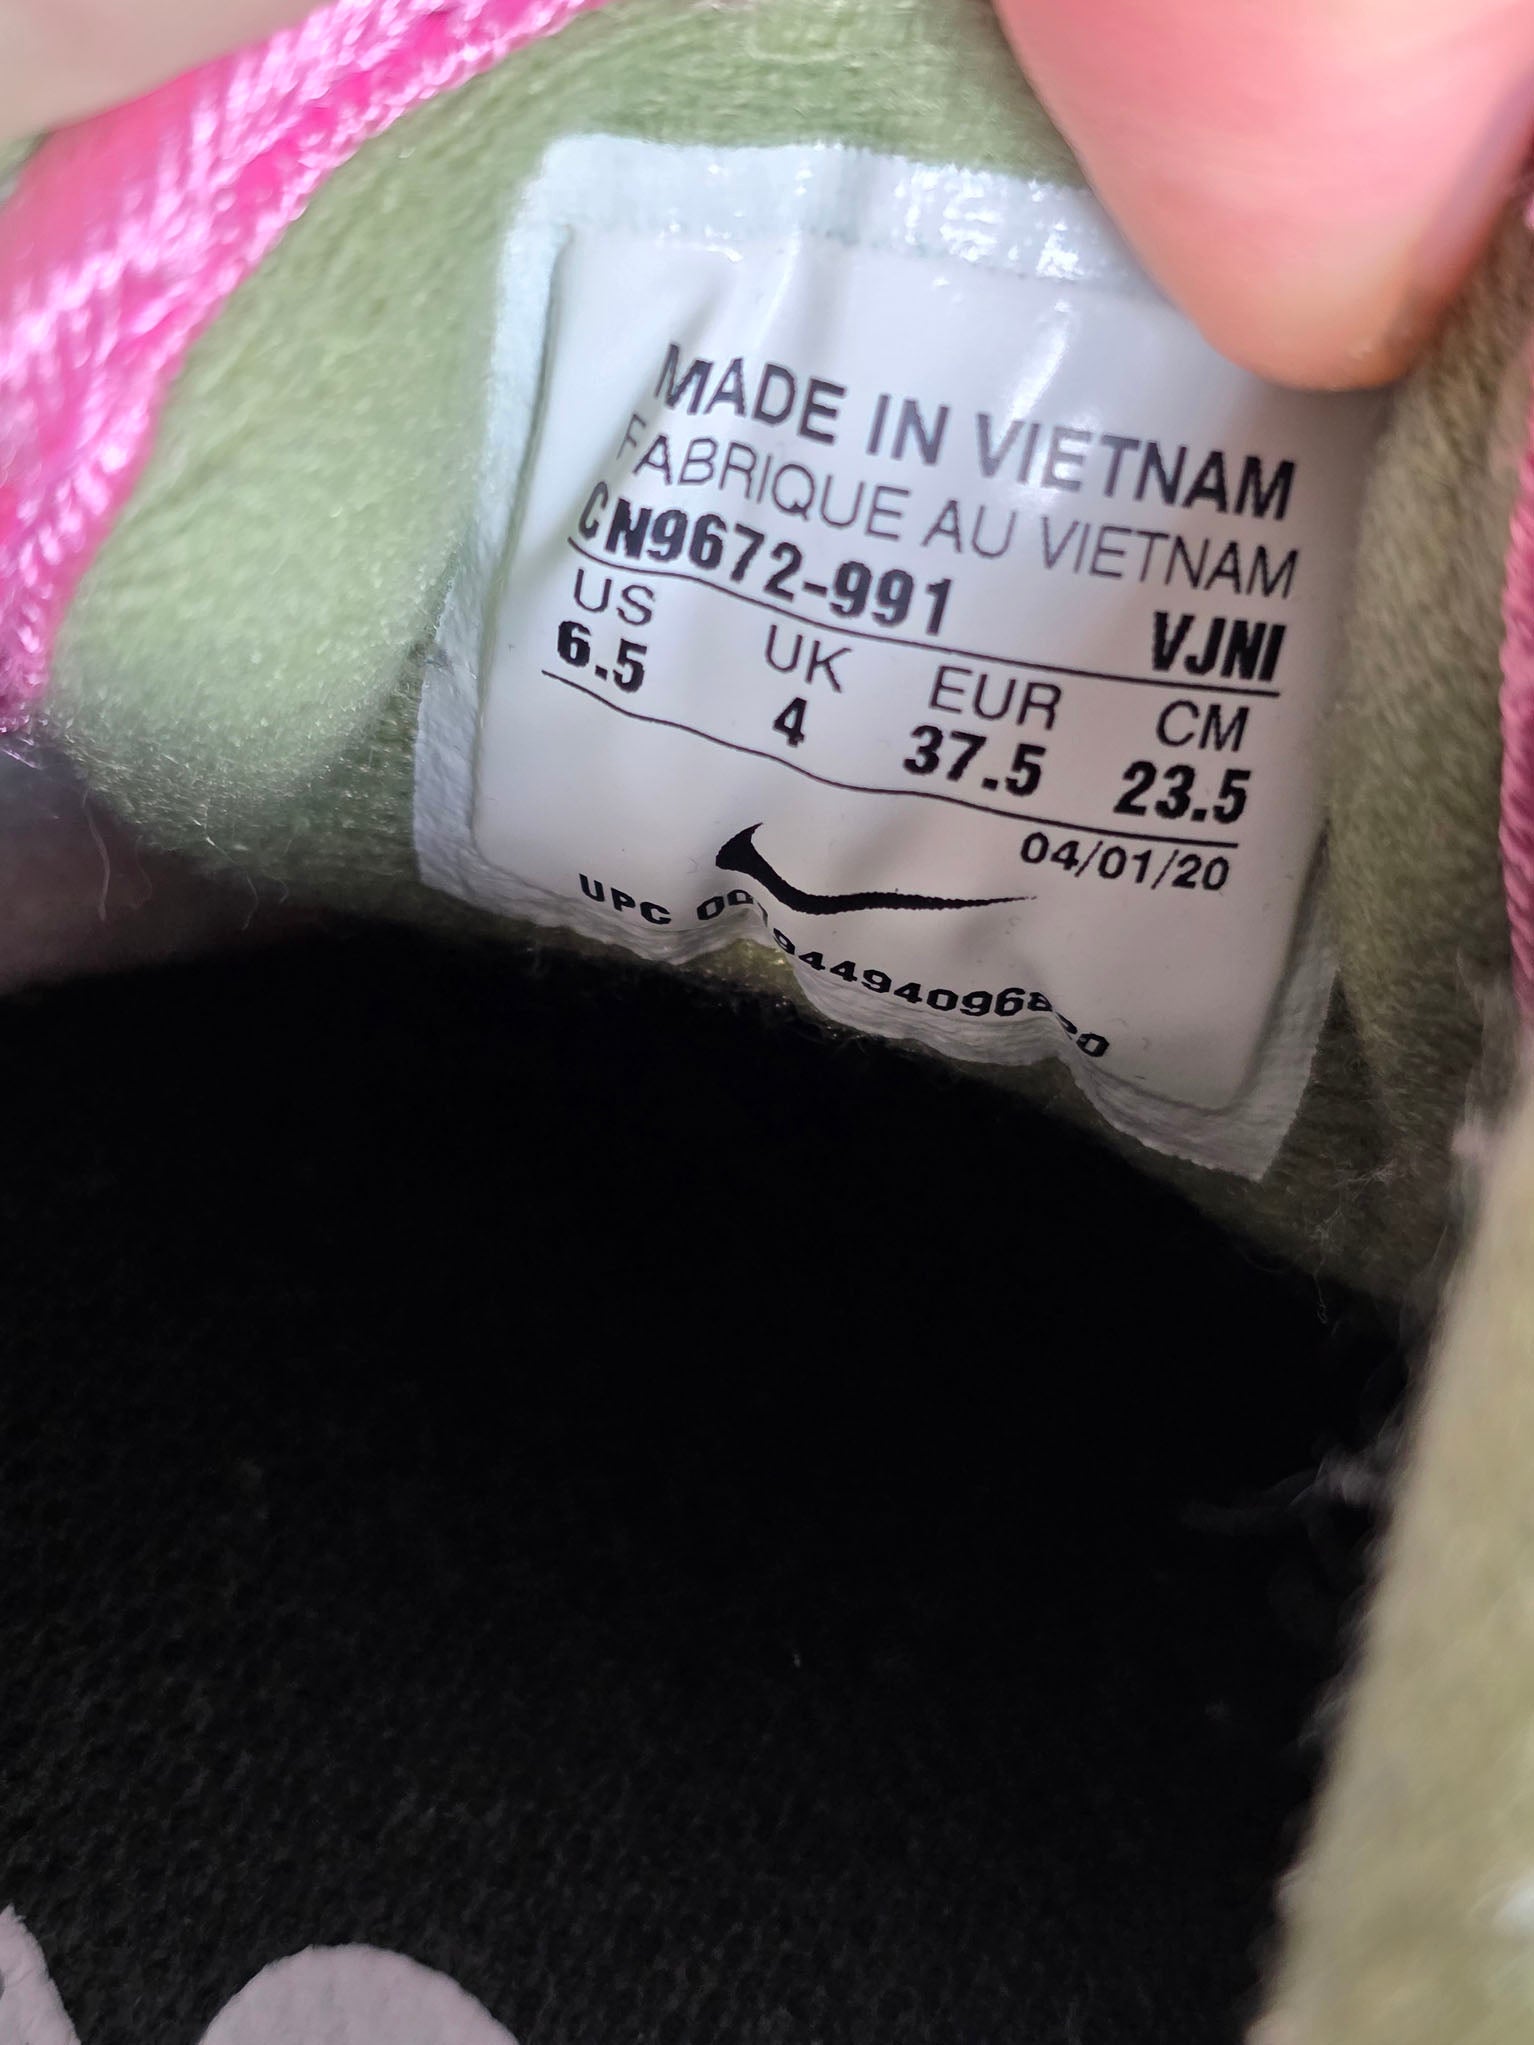 MADE IN VIETNAM
FABRIQUE AU VIETNAM
CN9672-991 VJNI
US UK EUR CM
6.5 4 37.5 23.5
04/01/20
UPC